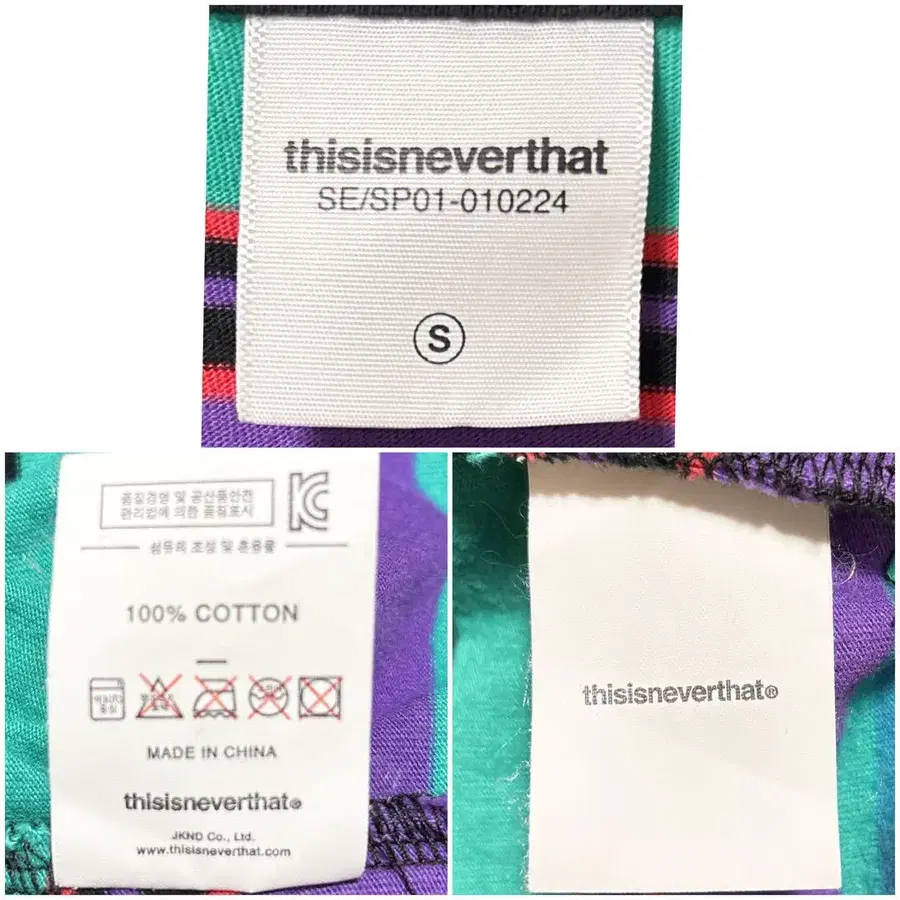 thisisneverthat
SE/SP01-010224
S
품질경영 및 공산품안전
관리법에 의한 품질표시
섬유의 조성 및 혼용율
100% COTTON
MADE IN CHINA
thisisneverthat®
JKND Co., Ltd.
www.thisisneverthat.com
thisisneverthat®